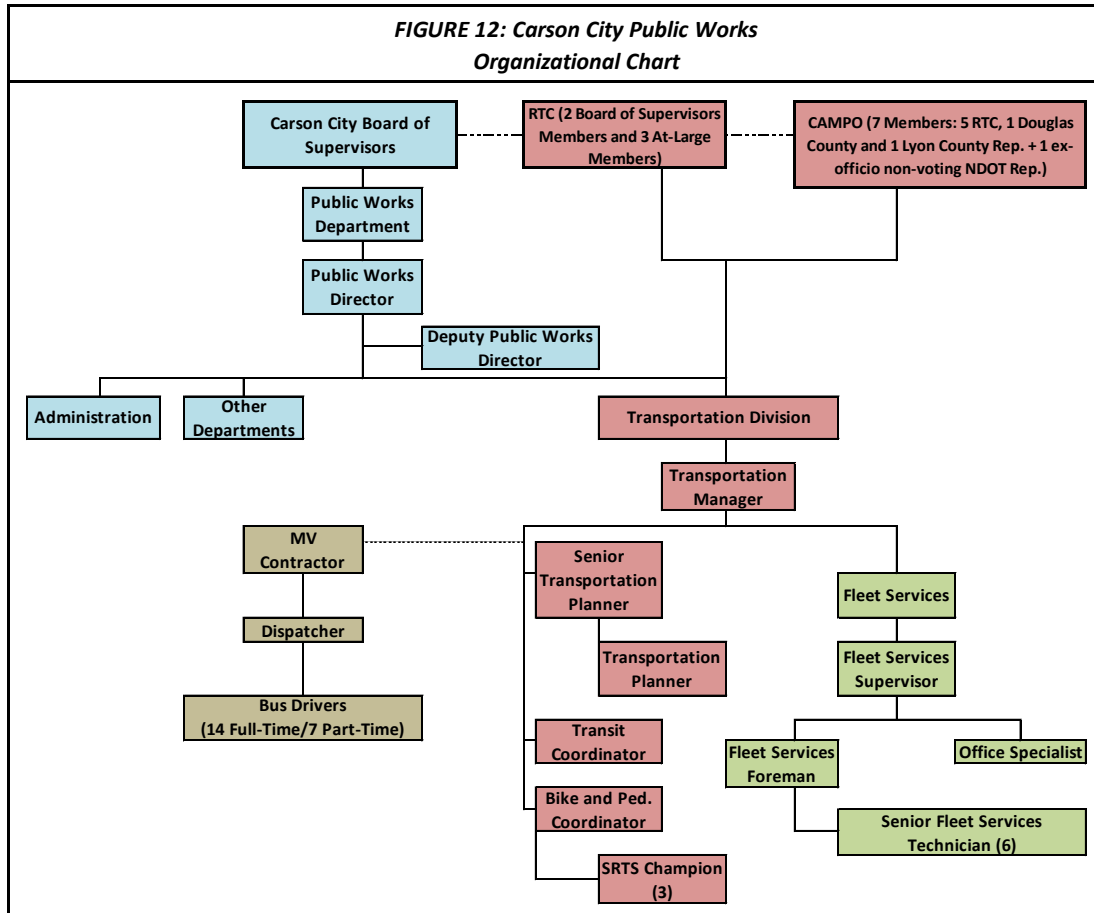 FIGURE 12: Carson City Public Works
Organizational Chart
Carson City Board of
Supervisors
RTC (2 Board of Supervisors
Members and 3 At-Large
Members)
CAMPO (7 Members: 5 RTC, 1 Douglas
County and 1 Lyon County Rep. + 1 ex-
officio non-voting NDOT Rep.)
Public Works
Department
Public Works
Director
Deputy Public Works
Director
Administration
Other
Departments
Transportation Division
Transportation
Manager
MV
Contractor
Dispatcher
Bus Drivers
(14 Full-Time/7 Part-Time)
Senior
Transportation
Planner
Transportation
Planner
Transit
Coordinator
Bike and Ped.
Coordinator
SRTS Champion
(3)
Fleet Services
Fleet Services
Supervisor
Fleet Services
Foreman
Office Specialist
Senior Fleet Services
Technician (6)